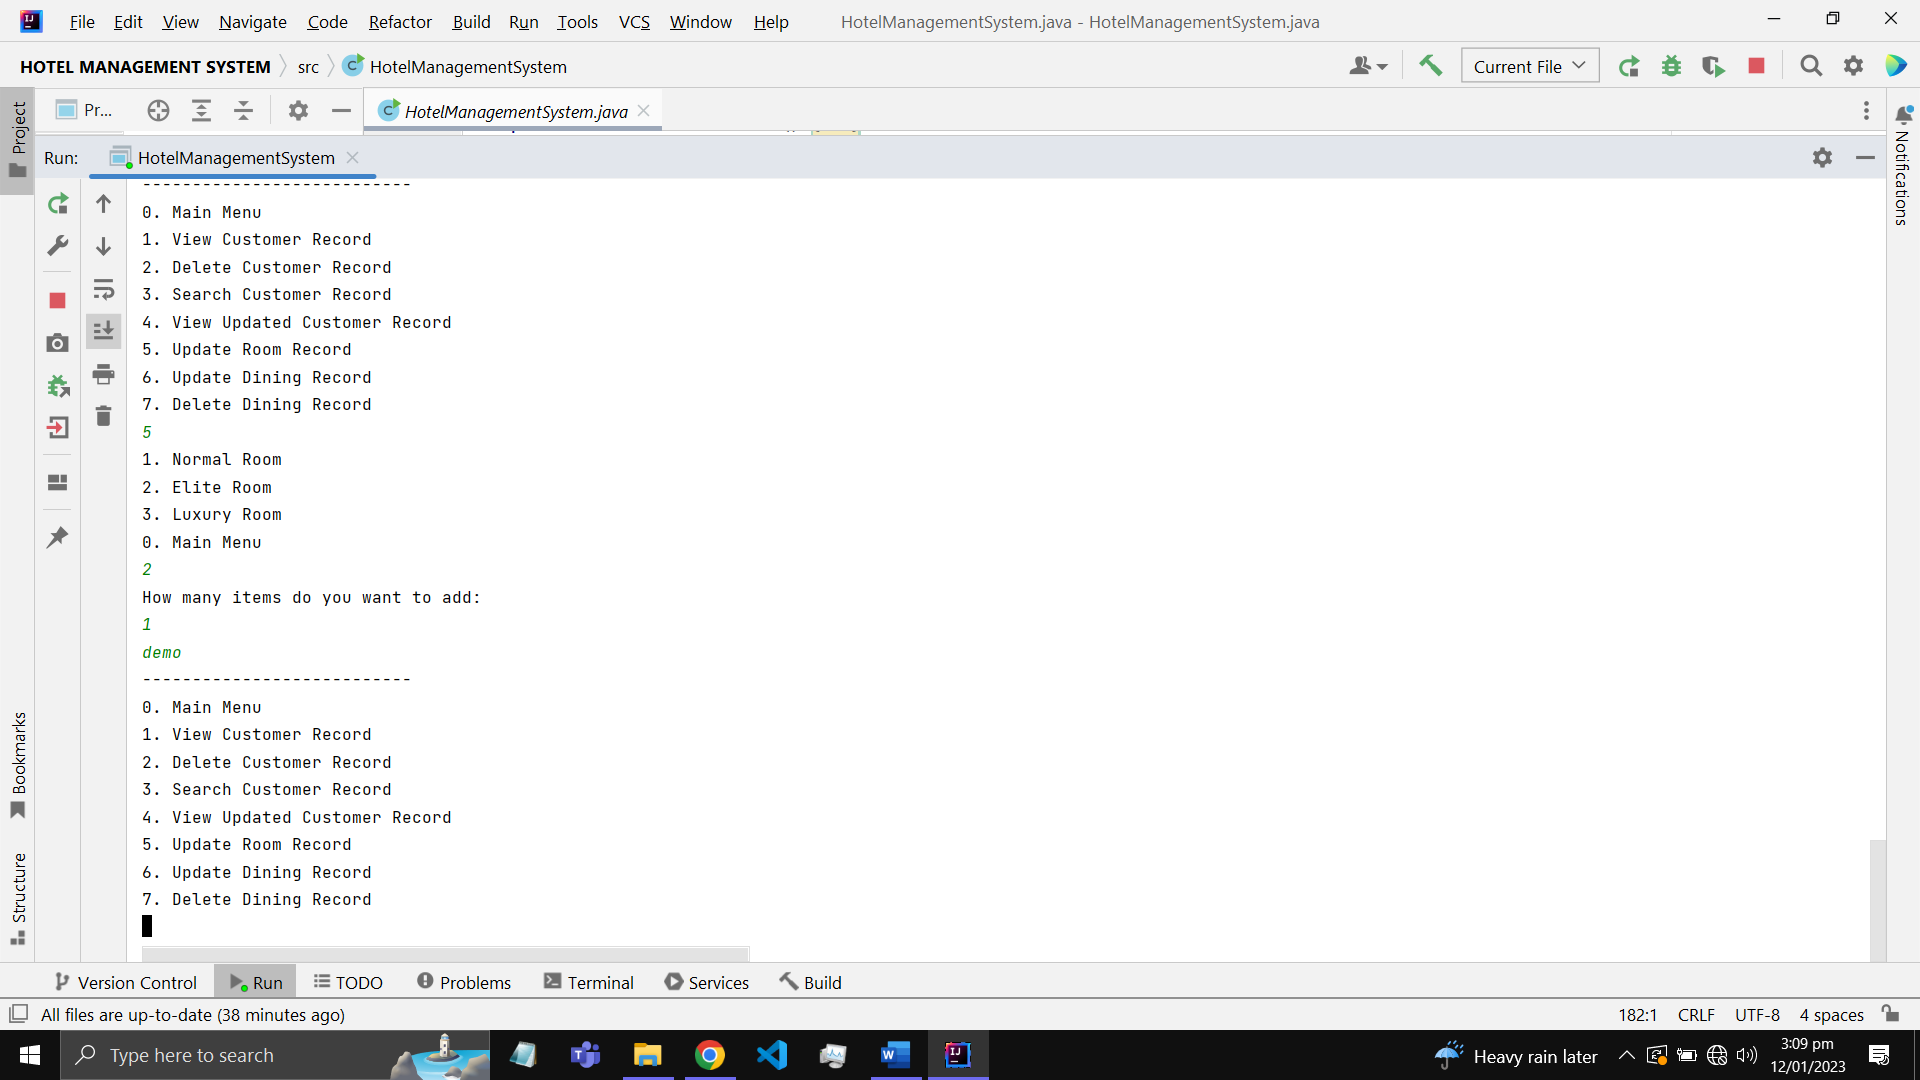 File Edit View Navigate Code Refactor Build Run Tools VCS Window Help HotelManagementSystem.java - HotelManagementSystem.java
HOTEL MANAGEMENT SYSTEM src HotelManagementSystem Current File
Project Pr... HotelManagementSystem.java
Run: HotelManagementSystem
Notifications
---------------------------
0. Main Menu
1. View Customer Record
2. Delete Customer Record
3. Search Customer Record
4. View Updated Customer Record
5. Update Room Record
6. Update Dining Record
7. Delete Dining Record
5
1. Normal Room
2. Elite Room
3. Luxury Room
0. Main Menu
2
How many items do you want to add:
1
demo
---------------------------
0. Main Menu
1. View Customer Record
2. Delete Customer Record
3. Search Customer Record
4. View Updated Customer Record
5. Update Room Record
6. Update Dining Record
7. Delete Dining Record
Bookmarks
Structure
Version Control Run TODO Problems Terminal Services Build
All files are up-to-date (38 minutes ago) 182:1 CRLF UTF-8 4 spaces
Type here to search Heavy rain later 3:09 pm
12/01/2023